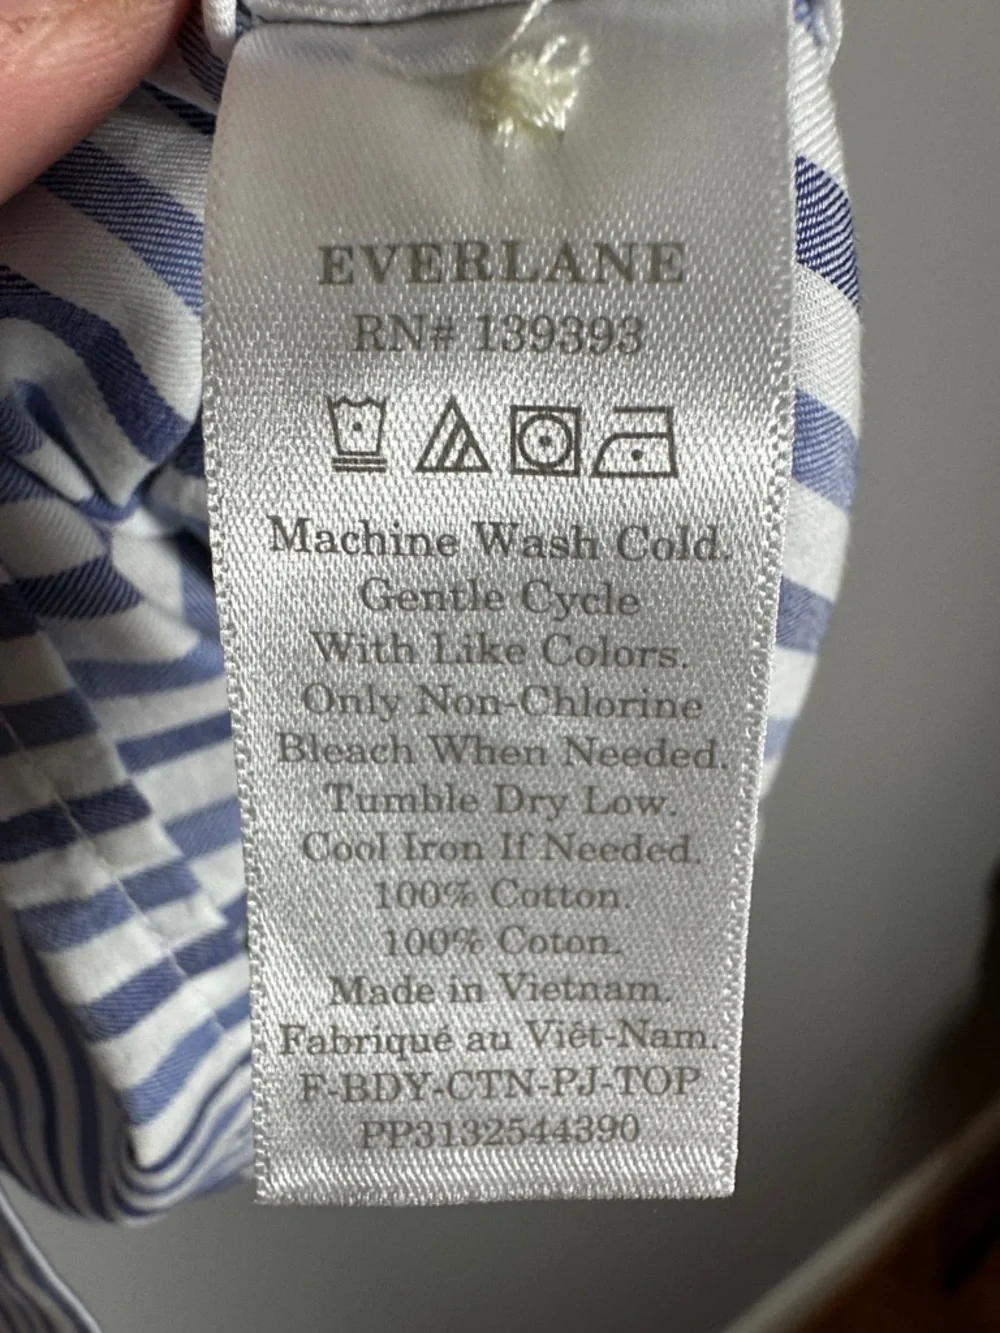 EVERLANE
RN# 139393
Machine Wash Cold.
Gentle Cycle
With Like Colors.
Only Non-Chlorine
Bleach When Needed.
Tumble Dry Low.
Cool Iron If Needed.
100% Cotton.
100% Coton.
Made in Vietnam.
Fabriqué au Viêt-Nam.
F-BDY-CTN-PJ-TOP
PP3132544390